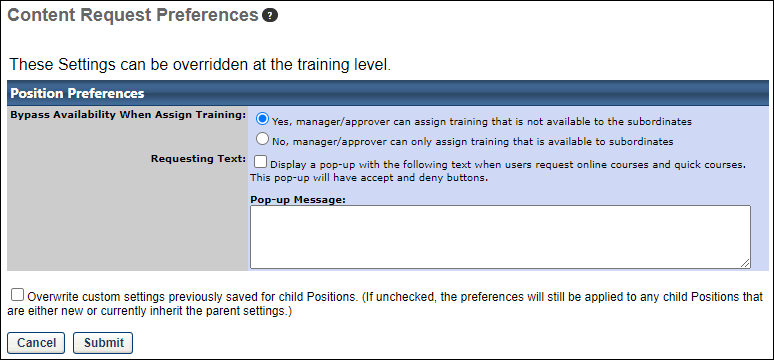 Content Request Preferences ?
These Settings can be overridden at the training level.
Position Preferences
Bypass Availability When Assign Training:
Yes, manager/approver can assign training that is not available to the subordinates
No, manager/approver can only assign training that is available to subordinates
Requesting Text:
Display a pop-up with the following text when users request online courses and quick courses.
This pop-up will have accept and deny buttons.
Pop-up Message:
Overwrite custom settings previously saved for child Positions. (If unchecked, the preferences will still be applied to any child Positions that
are either new or currently inherit the parent settings.)
Cancel
Submit